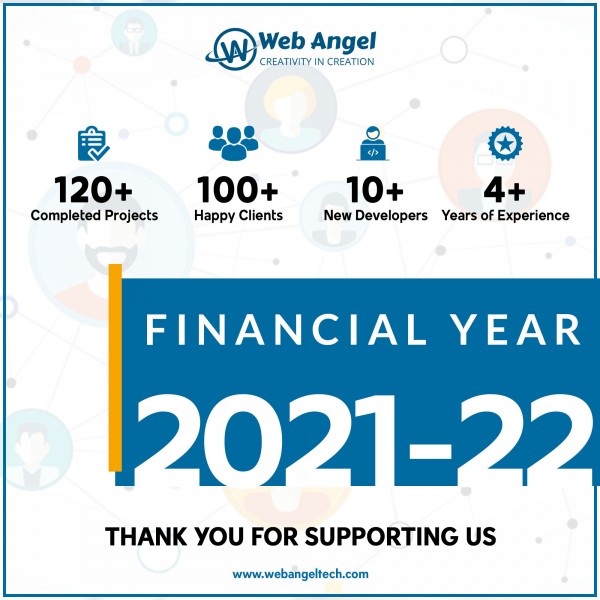 Web Angel
CREATIVITY IN CREATION
120+ 100+ 10+ 4+
Completed Projects Happy Clients New Developers Years of Experience
FINANCIAL YEAR
2021-22
THANK YOU FOR SUPPORTING US
www.webangeltech.com